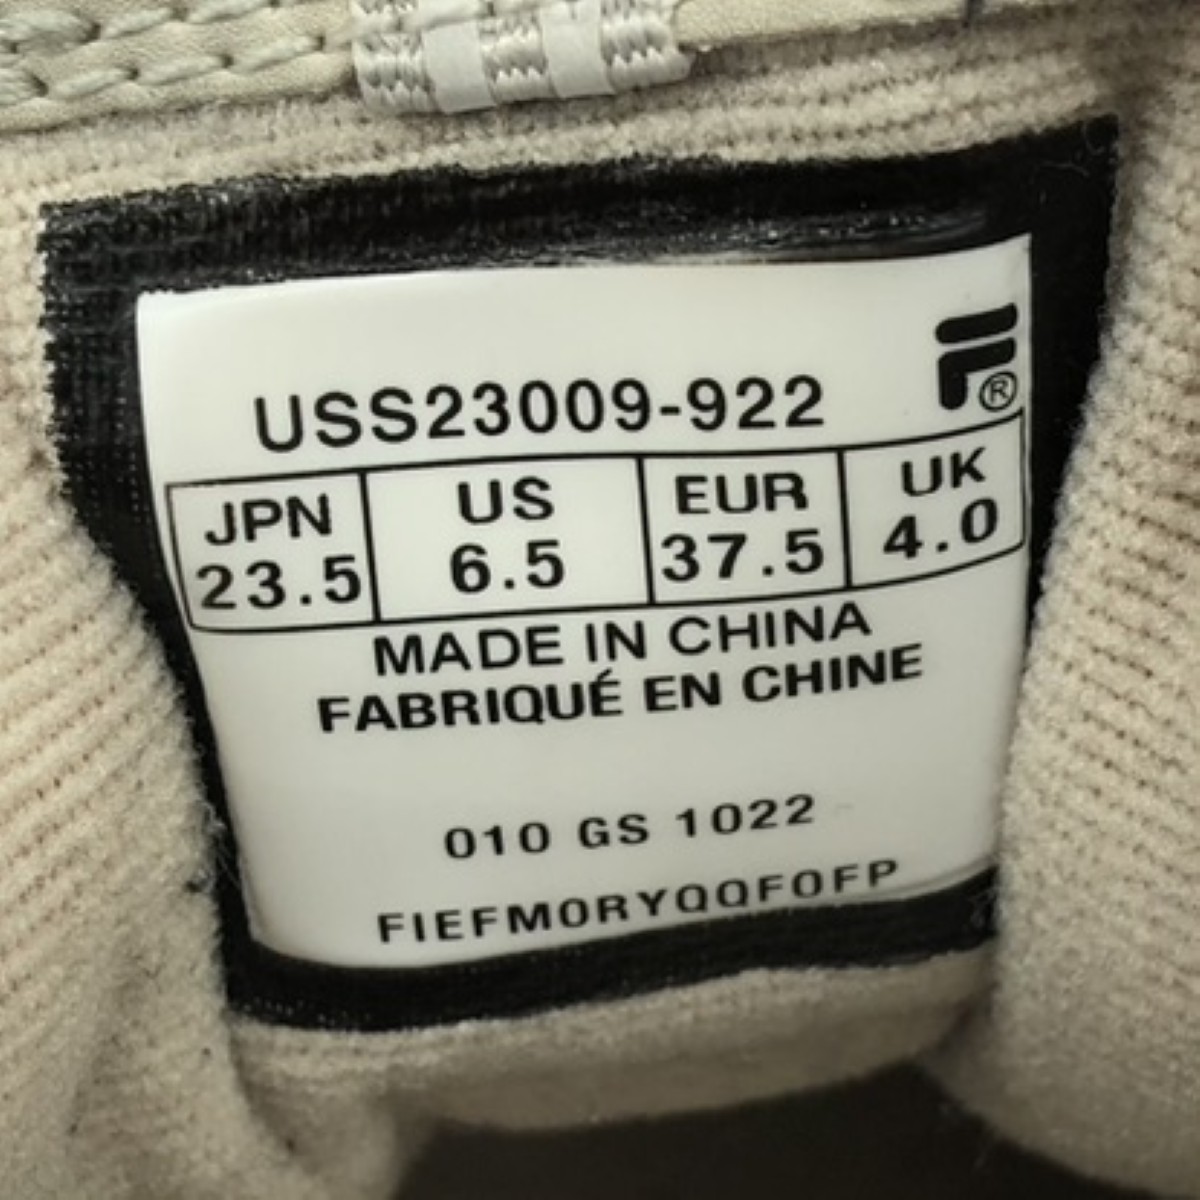 USS23009-922
JPN US EUR UK
23.5 6.5 37.5 4.0
MADE IN CHINA
FABRIQUÉ EN CHINE
010 GS 1022
FIEFMORYQQFOFP